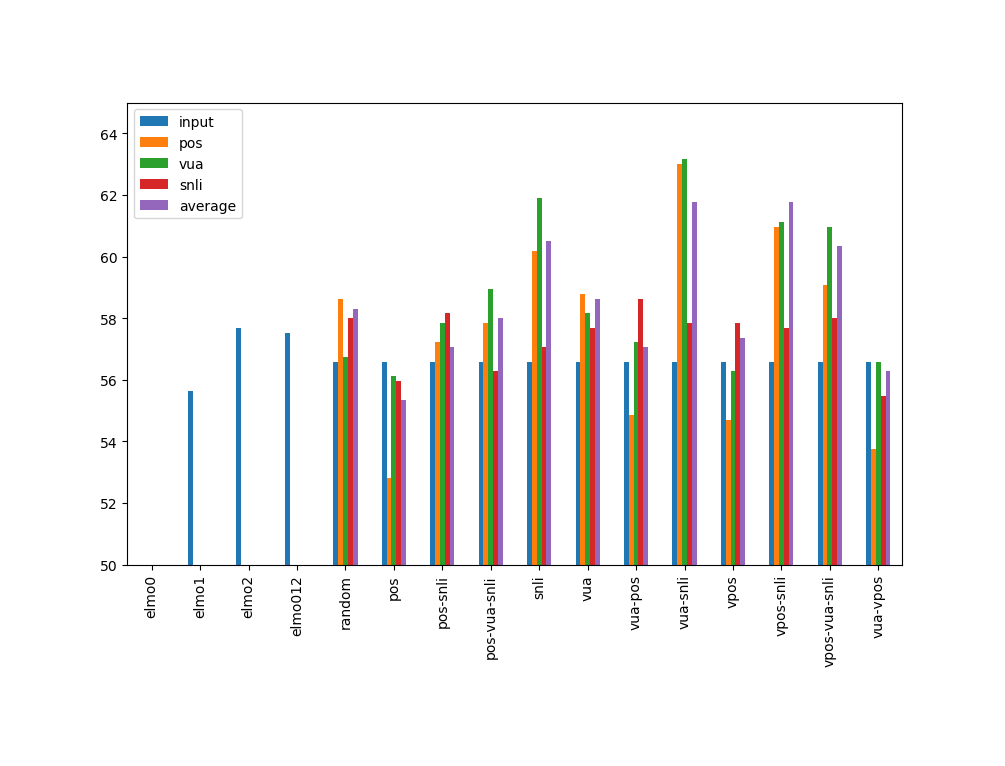 64
62
60
58
56
54
52
50
input
pos
vua
snli
average
elmo0
elmo1
elmo2
elmo012
random
pos
pos-snli
pos-vua-snli
snli
vua
vua-pos
vua-snli
vpos
vpos-snli
vpos-vua-snli
vua-vpos